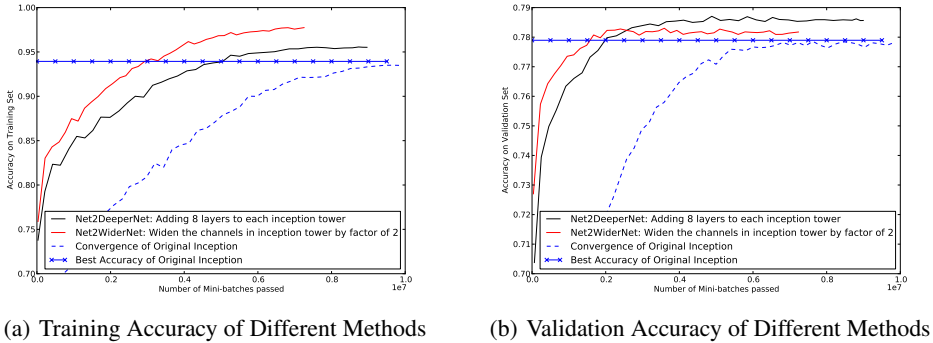 1.00
0.95
0.90
0.85
0.80
0.75
0.70
Accuracy on Training Set
Net2DeeperNet: Adding 8 layers to each inception tower
Net2WiderNet: Widen the channels in inception tower by factor of 2
Convergence of Original Inception
Best Accuracy of Original Inception
0.0 0.2 0.4 0.6 0.8 1.0
1e7
Number of Mini-batches passed
(a) Training Accuracy of Different Methods
0.79
0.78
0.77
0.76
0.75
0.74
0.73
0.72
0.71
0.70
Accuracy on Validation Set
Net2DeeperNet: Adding 8 layers to each inception tower
Net2WiderNet: Widen the channels in inception tower by factor of 2
Convergence of Original Inception
Best Accuracy of Original Inception
0.0 0.2 0.4 0.6 0.8 1.0
1e7
Number of Mini-batches passed
(b) Validation Accuracy of Different Methods